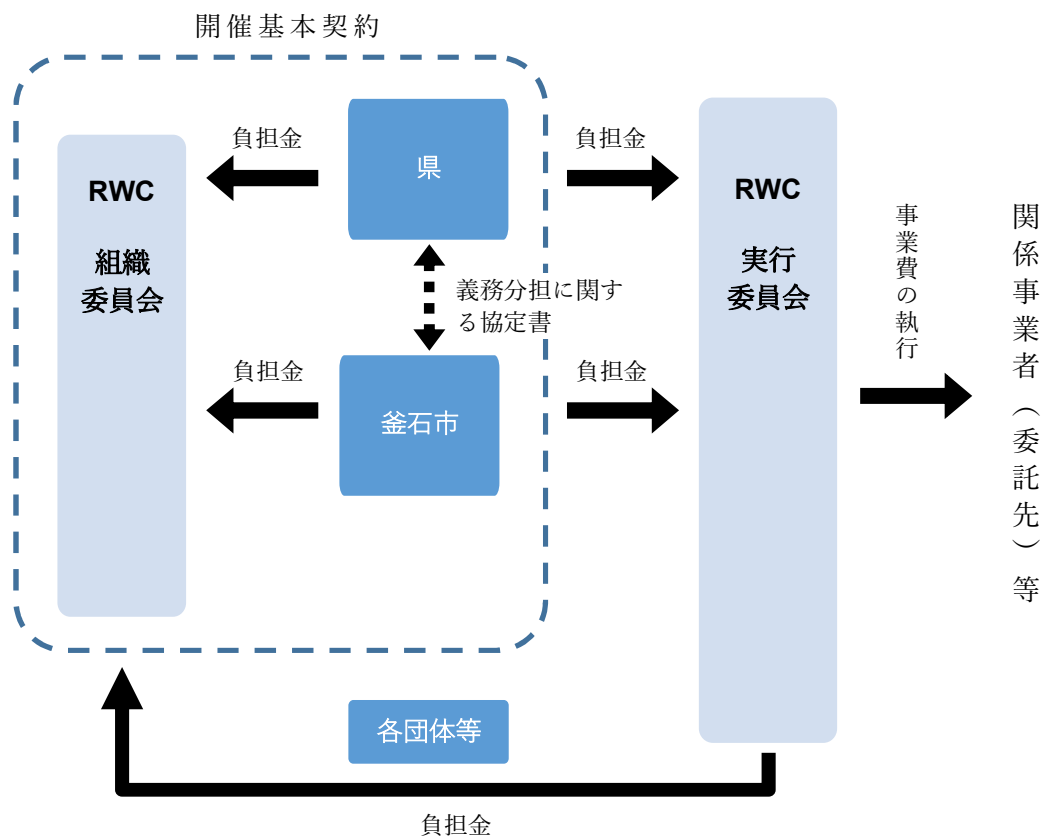 開催基本契約
負担金
県
負担金
RWC
組織
委員会
RWC
実行
委員会
義務分担に関す
る協定書
負担金
釜石市
負担金
事業費の執行
関係事業者（委託先）等
各団体等
負担金